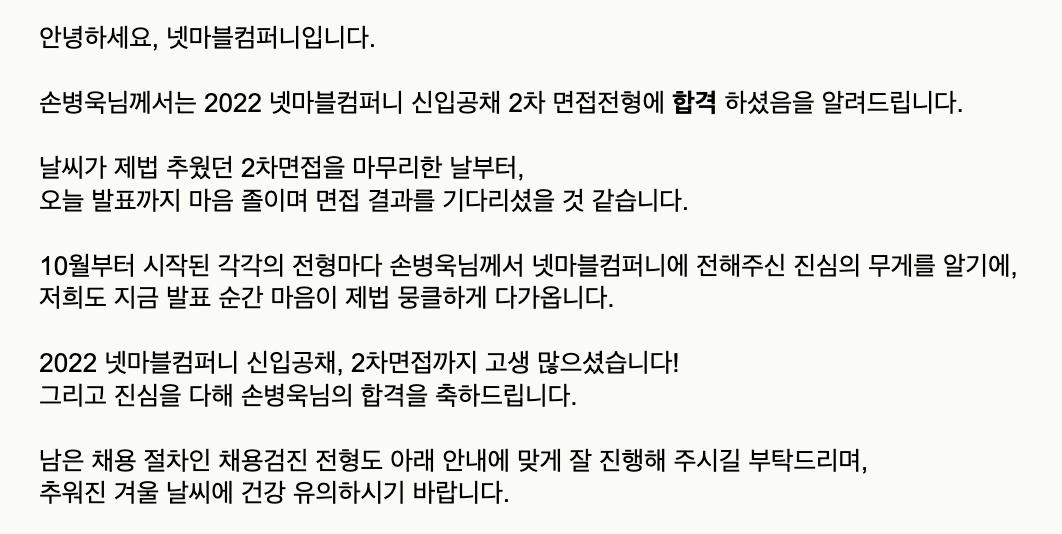 안녕하세요, 넷마블컴퍼니입니다.
손병욱님께서는 2022 넷마블컴퍼니 신입공채 2차 면접전형에 합격 하셨음을 알려드립니다.
날씨가 제법 추웠던 2차면접을 마무리한 날부터,
오늘 발표까지 마음 졸이며 면접 결과를 기다리셨을 것 같습니다.
10월부터 시작된 각각의 전형마다 손병욱님께서 넷마블컴퍼니에 전해주신 진심의 무게를 알기에,
저희도 지금 발표 순간 마음이 제법 뭉클하게 다가옵니다.
2022 넷마블컴퍼니 신입공채, 2차면접까지 고생 많으셨습니다!
그리고 진심을 다해 손병욱님의 합격을 축하드립니다.
남은 채용 절차인 채용검진 전형도 아래 안내에 맞게 잘 진행해 주시길 부탁드리며,
추워진 겨울 날씨에 건강 유의하시기 바랍니다.